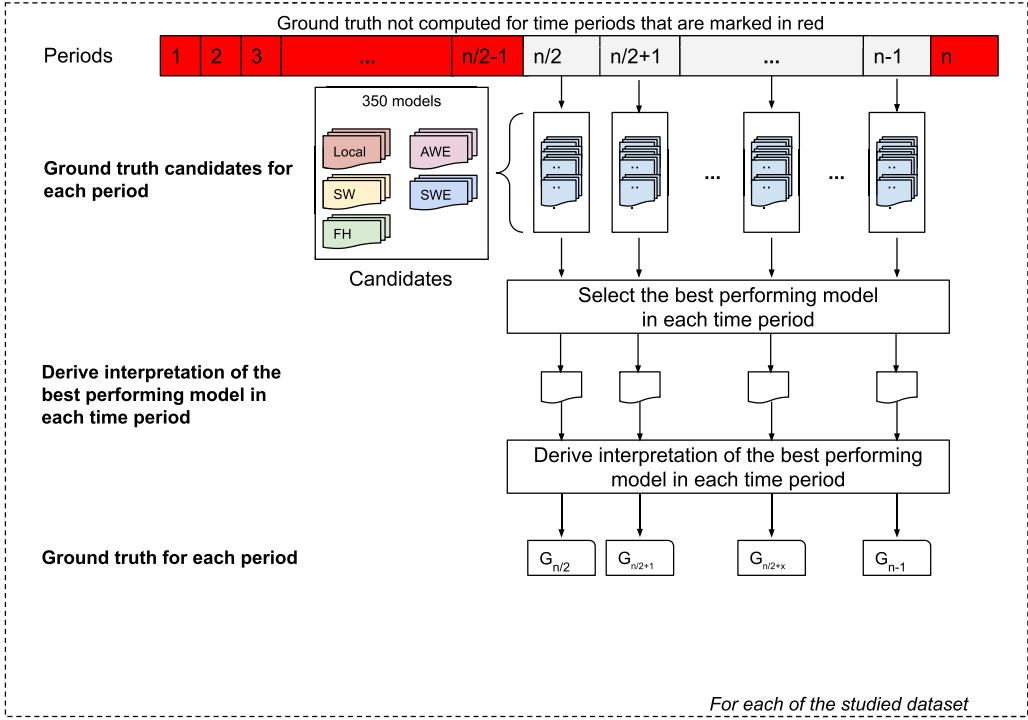 Ground truth not computed for time periods that are marked in red
Periods
1 2 3 ... n/2-1 n/2 n/2+1 ... n-1 n
350 models
Local AWE
SW SWE
FH
Candidates
Ground truth candidates for
each period
... ...
Select the best performing model
in each time period
Derive interpretation of the
best performing model in
each time period
Derive interpretation of the best performing
model in each time period
Ground truth for each period
G n/2 G n/2+1 G n/2+x G n-1
For each of the studied dataset